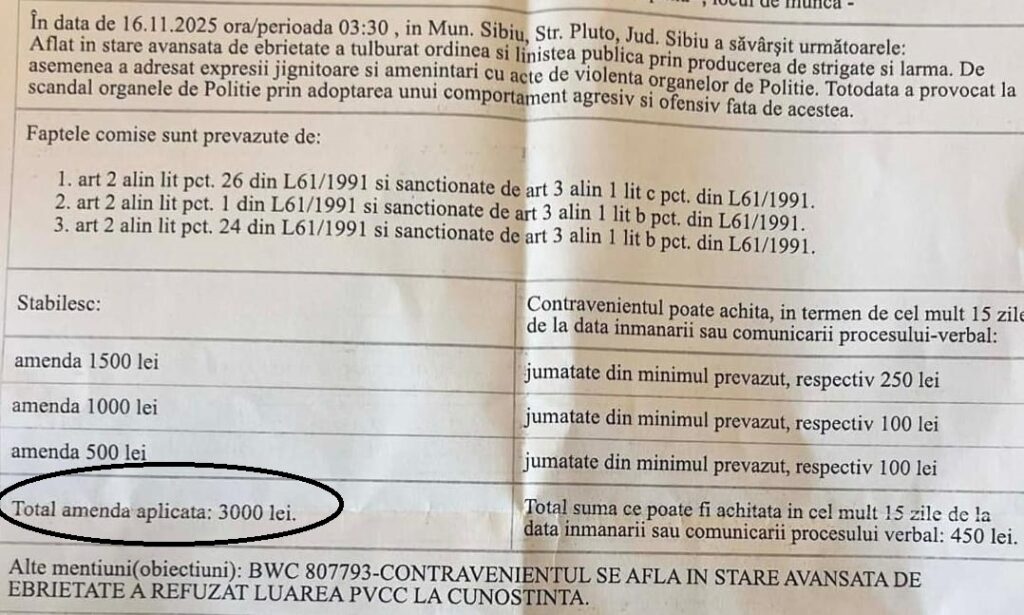 , locul de munca -
În data de 16.11.2025 ora/perioada 03:30 , in Mun. Sibiu, Str. Pluto, Jud. Sibiu a săvârșit următoarele:
Aflat in stare avansata de ebrietate a tulburat ordinea si linistea publica prin producerea de strigate si larma. De
asemenea a adresat expresii jignitoare si amenintari cu acte de violenta organelor de Politie. Totodata a provocat la
scandal organele de Politie prin adoptarea unui comportament agresiv si ofensiv fata de acestea.
Faptele comise sunt prevazute de:
1. art 2 alin lit pct. 26 din L61/1991 si sanctionate de art 3 alin 1 lit c pct. din L61/1991.
2. art 2 alin lit pct. 1 din L61/1991 si sanctionate de art 3 alin 1 lit b pct. din L61/1991.
3. art 2 alin lit pct. 24 din L61/1991 si sanctionate de art 3 alin 1 lit b pct. din L61/1991.
Stabilesc:
Contravenientul poate achita, in termen de cel mult 15 zile
de la data inmanarii sau comunicarii procesului-verbal:
amenda 1500 lei
jumatate din minimul prevazut, respectiv 250 lei
amenda 1000 lei
jumatate din minimul prevazut, respectiv 100 lei
amenda 500 lei
jumatate din minimul prevazut, respectiv 100 lei
Total amenda aplicata: 3000 lei.
Total suma ce poate fi achitata in cel mult 15 zile de la
data inmanarii sau comunicarii procesului verbal: 450 lei.
Alte mentiuni(obiectiuni): BWC 807793-CONTRAVENIENTUL SE AFLA IN STARE AVANSATA DE
EBRIETATE A REFUZAT LUAREA PVCC LA CUNOSTINTA.